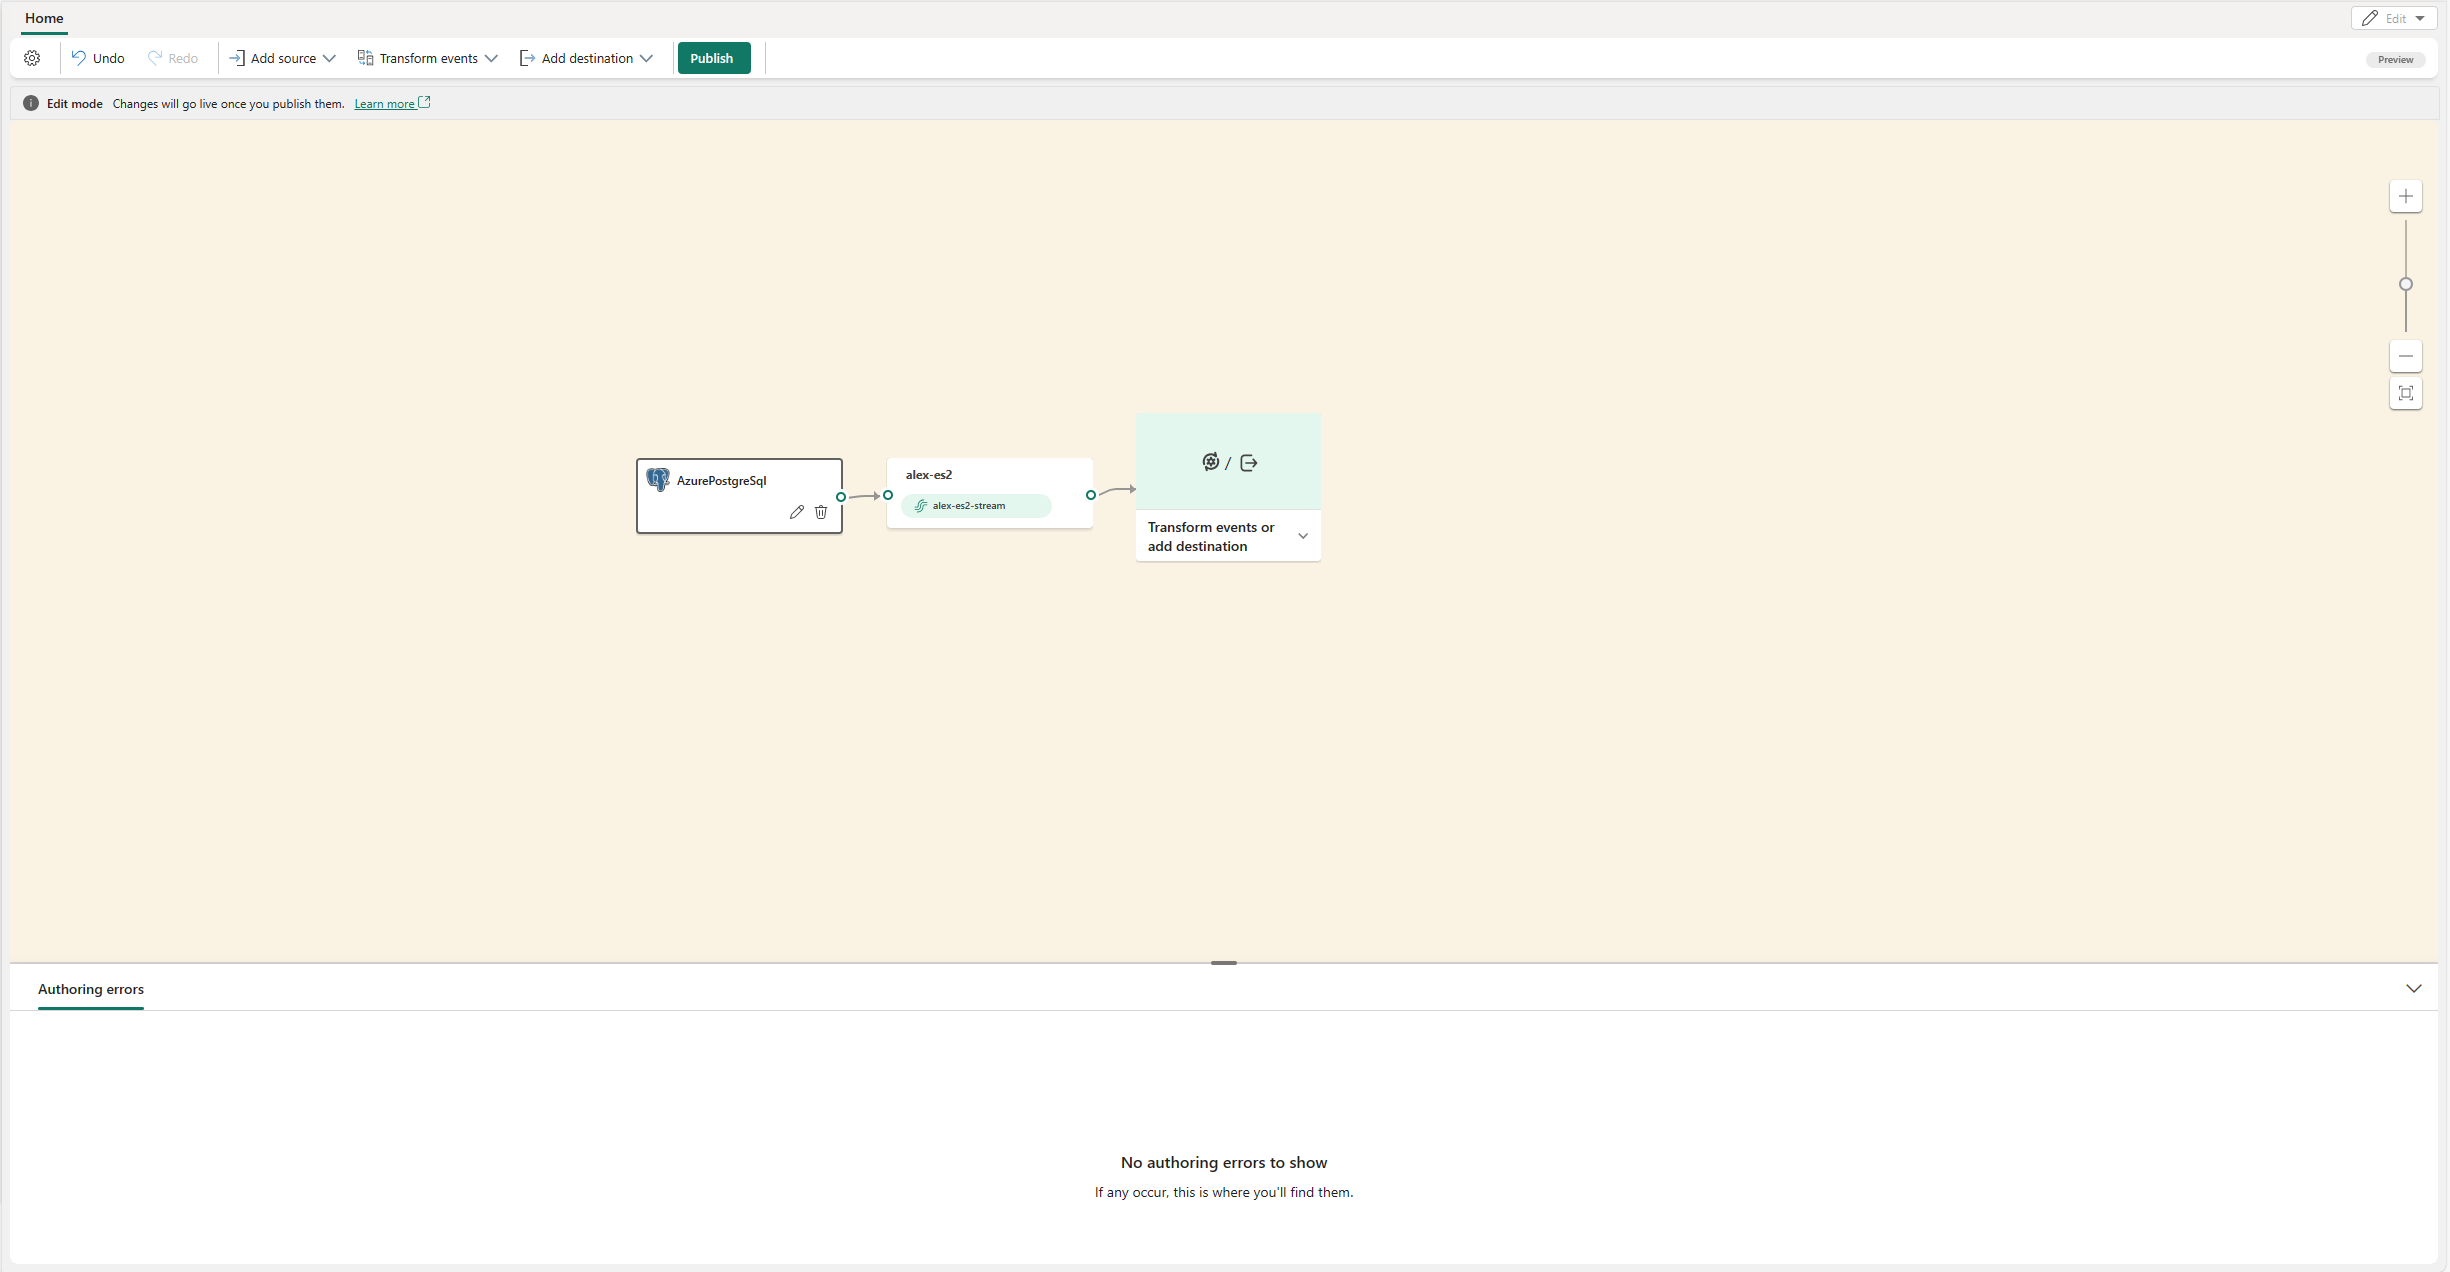 Home
Edit
Undo
Redo
Add source
Transform events
Add destination
Publish
Preview
Edit mode Changes will go live once you publish them. Learn more
AzurePostgreSql
alex-es2
alex-es2-stream
/
Transform events or
add destination
Authoring errors
No authoring errors to show
If any occur, this is where you'll find them.